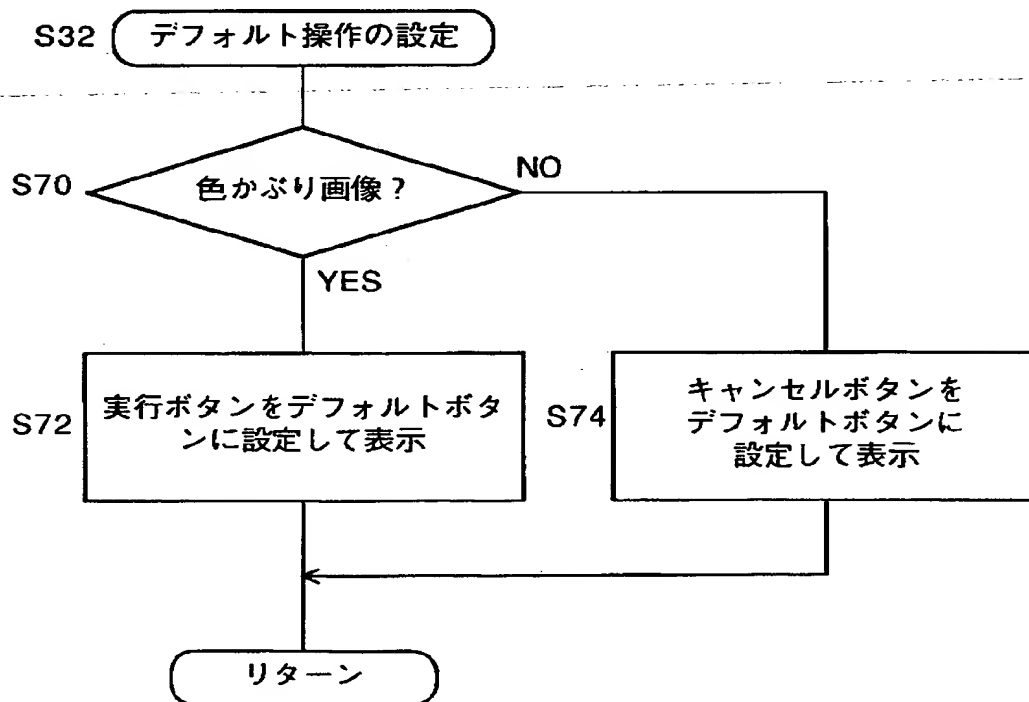 S32 デフォルト操作の設定
S70 色かぶり画像?
NO
YES
S72 実行ボタンをデフォルトボタ
ンに設定して表示
S74 キャンセルボタンを
デフォルトボタンに
設定して表示
リターン